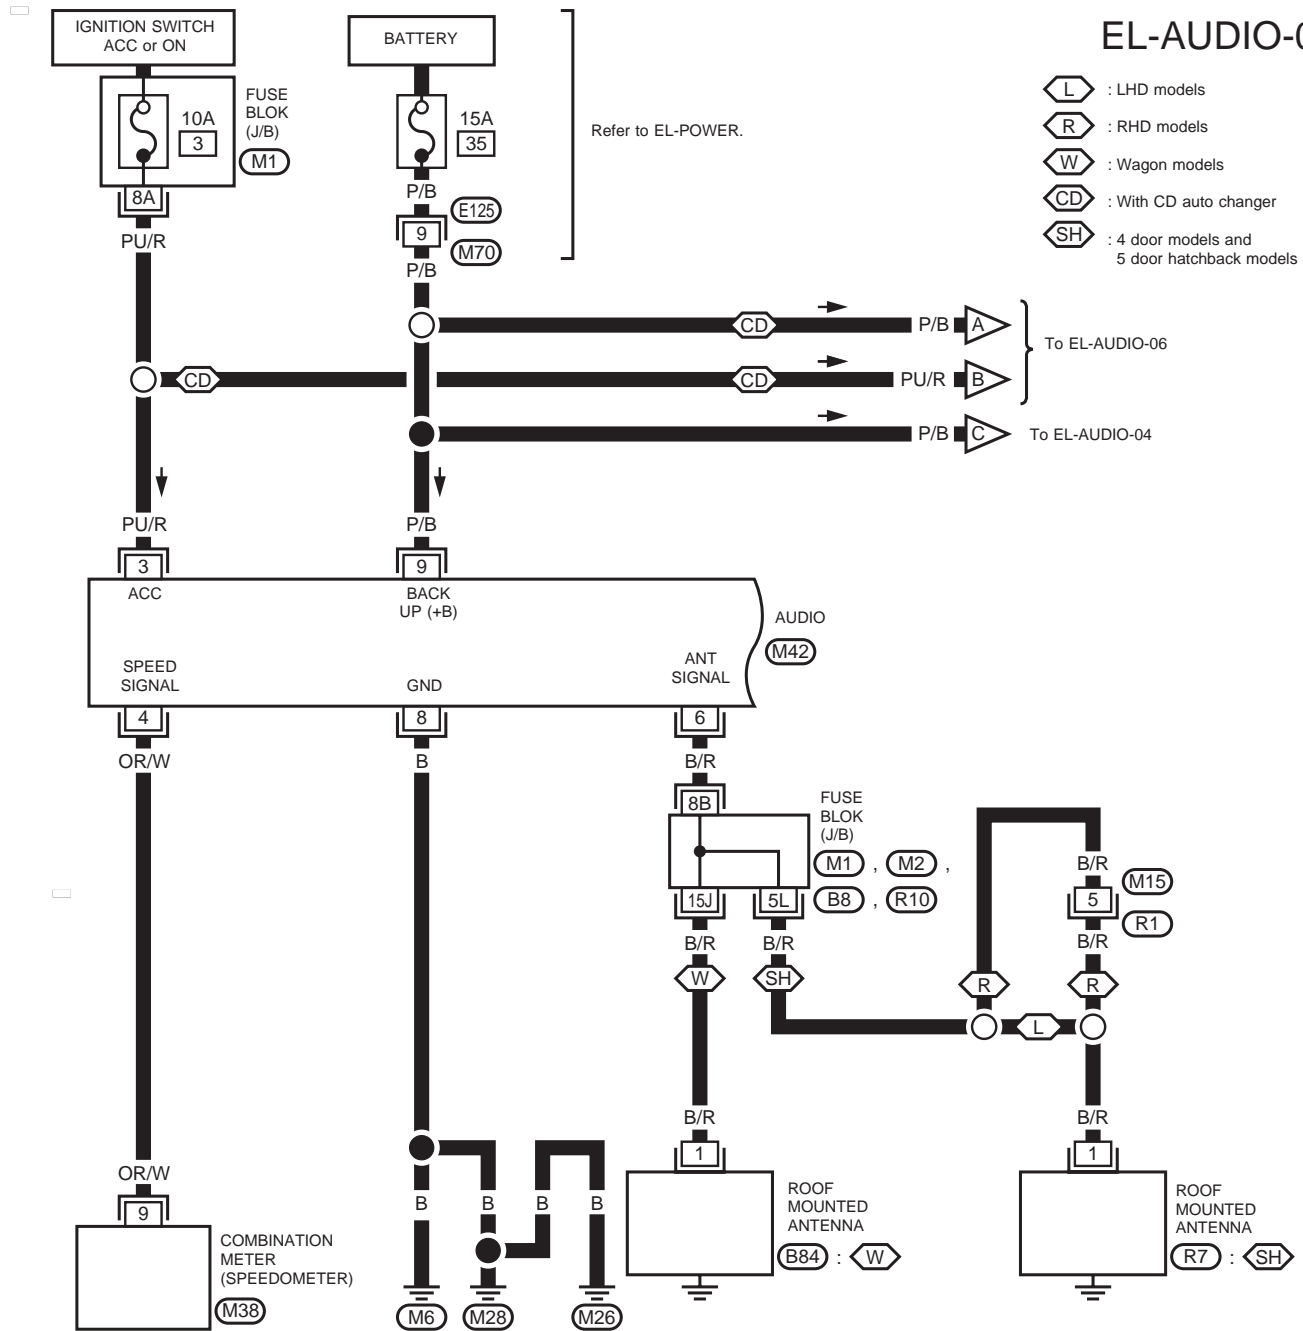 IGNITION SWITCH
ACC or ON
BATTERY
EL-AUDIO-0
L : LHD models
R : RHD models
W : Wagon models
CD : With CD auto changer
SH : 4 door models and
5 door hatchback models
10A
3
FUSE
BLOK
(J/B)
M1
15A
35
Refer to EL-POWER.
8A
P/B
E125
9
M70
PU/R
P/B
CD
P/B
A
CD
CD
PU/R
B
To EL-AUDIO-06
P/B
C
To EL-AUDIO-04
PU/R
P/B
3
9
ACC
BACK
UP (+B)
AUDIO
M42
SPEED
SIGNAL
GND
ANT
SIGNAL
4
8
6
OR/W
B
B/R
8B
FUSE
BLOK
(J/B)
M1 , M2 ,
B8 , R10
15J
5L
B/R
B/R
W
SH
B/R
5
M15
R1
B/R
R
R
L
B/R
B/R
1
1
OR/W
9
B
B
B
B
COMBINATION
METER
(SPEEDOMETER)
M38
M6
M28
M26
ROOF
MOUNTED
ANTENNA
B84 : W
ROOF
MOUNTED
ANTENNA
R7 : SH